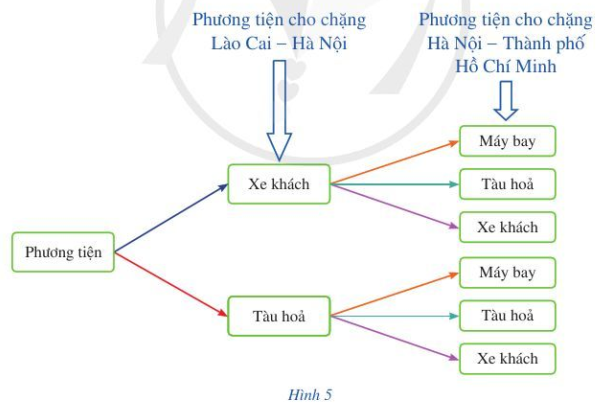 Phương tiện cho chặng
Lào Cai – Hà Nội
Phương tiện cho chặng
Hà Nội – Thành phố
Hồ Chí Minh
Phương tiện
Xe khách
Tàu hoả
Máy bay
Tàu hoả
Xe khách
Máy bay
Tàu hoả
Xe khách
Hình 5